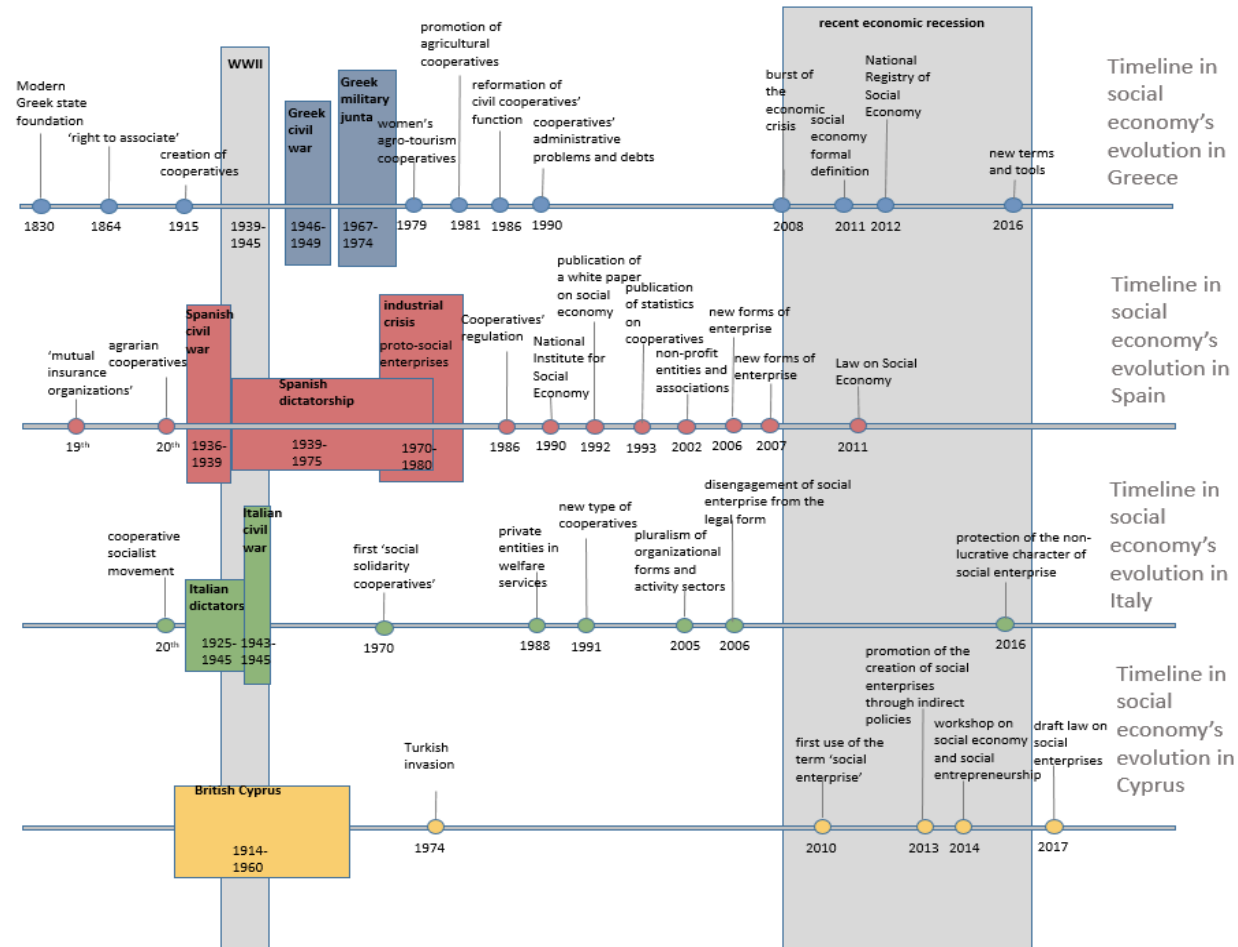 recent economic recession
WWII
Modern
Greek state
foundation
'right to associate'
creation of
cooperatives
Greek
civil
war
Greek
military
junta
women's
agro-tourism
cooperatives
promotion of
agricultural
cooperatives
reformation of
civil cooperatives'
function
cooperatives'
administrative
problems and debts
burst of
the
economic
crisis
social
economy
formal
definition
National
Registry of
Social
Economy
new terms
and tools
Timeline in
social
economy's
evolution in
Greece
1830
1864
1915
1939-
1945
1946-
1949
1967-
1974
1979
1981
1986
1990
2008
2011
2012
2016
'mutual
insurance
organizations'
agrarian
cooperatives
Spanish
civil
war
Spanish
dictatorship
industrial
crisis
proto-social
enterprises
Cooperatives'
regulation
National
Institute for
Social
Economy
publication of
a white paper
on social
economy
publication
of statistics
on
cooperatives
non-profit
entities and
associations
new forms of
enterprise
new forms of
enterprise
Law on Social
Economy
Timeline in
social
economy's
evolution in
Spain
19th
20th
1936-
1939
1939-
1975
1970-
1980
1986
1990
1992
1993
2002
2006
2007
2011
cooperative
socialist
movement
Italian
dictators
Italian
civil
war
first 'social
solidarity
cooperatives'
private
entities in
welfare
services
new type of
cooperatives
pluralism of
organizational
forms and
activity sectors
disengagement of social
enterprise from the
legal form
protection of the non-
lucrative character of
social enterprise
Timeline in
social
economy's
evolution in
Italy
20th
1925-
1945
1943-
1945
1970
1988
1991
2005
2006
2016
British Cyprus
Turkish
invasion
first use of the
term 'social
enterprise'
promotion of the
creation of social
enterprises
through indirect
policies
workshop on
social economy
and social
entrepreneurship
draft law on
social
enterprises
Timeline in
social
economy's
evolution in
Cyprus
1914-
1960
1974
2010
2013
2014
2017